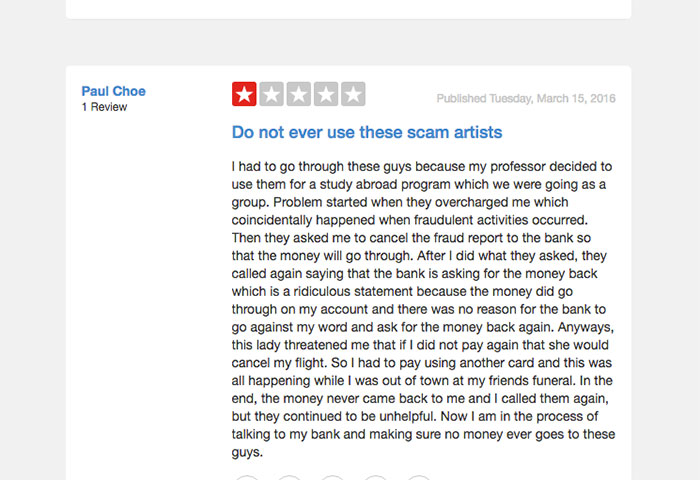 Paul Choe
1 Review
Published Tuesday, March 15, 2016
Do not ever use these scam artists
I had to go through these guys because my professor decided to
use them for a study abroad program which we were going as a
group. Problem started when they overcharged me which
coincidentally happened when fraudulent activities occurred.
Then they asked me to cancel the fraud report to the bank so
that the money will go through. After I did what they asked, they
called again saying that the bank is asking for the money back
which is a ridiculous statement because the money did go
through on my account and there was no reason for the bank to
go against my word and ask for the money back again. Anyways,
this lady threatened me that if I did not pay again that she would
cancel my flight. So I had to pay using another card and this was
all happening while I was out of town at my friends funeral. In the
end, the money never came back to me and I called them again,
but they continued to be unhelpful. Now I am in the process of
talking to my bank and making sure no money ever goes to these
guys.